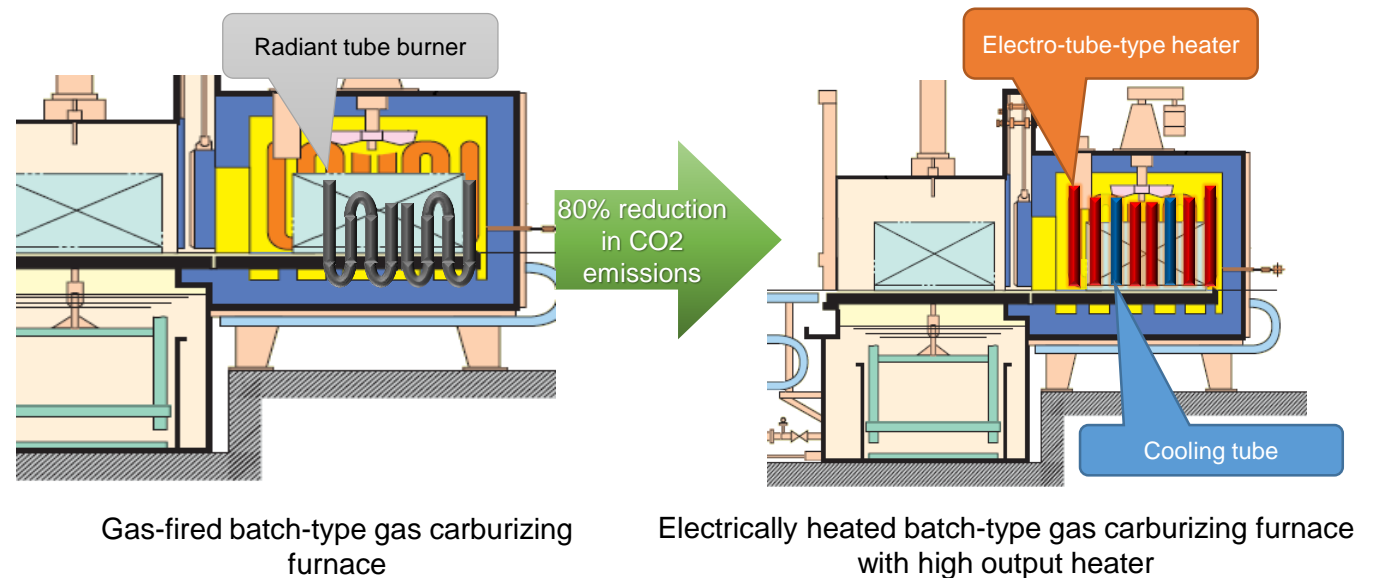 Radiant tube burner
Electro-tube-type heater
80% reduction
in CO2
emissions
Cooling tube
Gas-fired batch-type gas carburizing
furnace
Electrically heated batch-type gas carburizing furnace
with high output heater